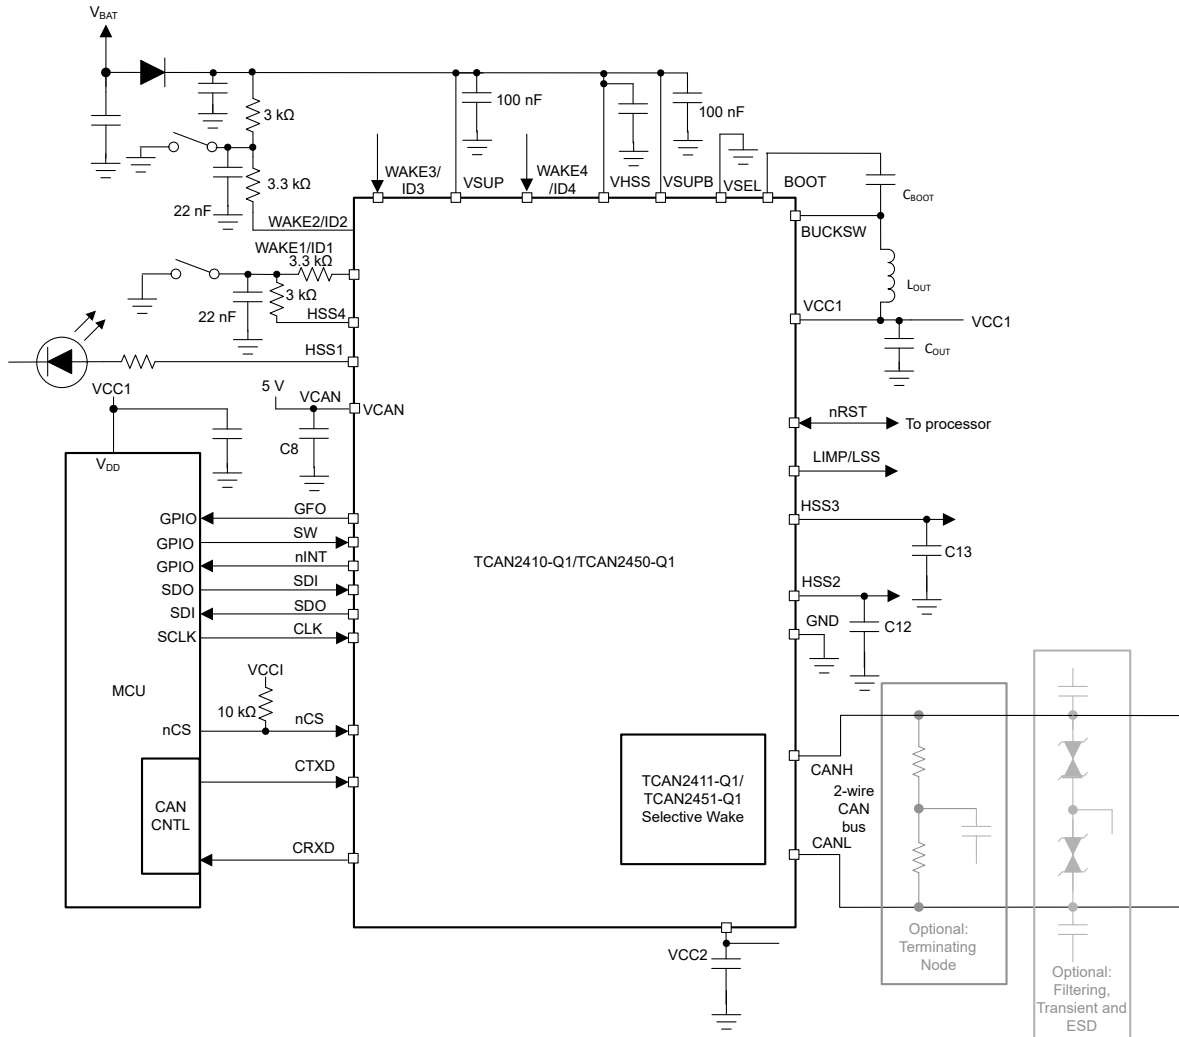 VBAT
3 kΩ
100 nF
100 nF
3.3 kΩ
22 nF
WAKE3/
ID3
VSUP
WAKE4
/ID4
VHSS
VSUPB
VSEL
BOOT
CBOOT
WAKE2/ID2
BUCKSW
WAKE1/ID1
3.3 kΩ
3 kΩ
22 nF
HSS4
LOUT
VCC1
VCC1
COUT
HSS1
VCC1
5 V
VCAN
C8
nRST
To processor
LIMP/LSS
VDD
GPIO
GFO
GPIO
SW
GPIO
nINT
SDO
SDI
SDI
SDO
SCLK
CLK
HSS3
C13
TCAN2410-Q1/TCAN2450-Q1
HSS2
C12
GND
MCU
VCCI
10 kΩ
nCS
nCS
CTXD
CAN
CNTL
CRXD
TCAN2411-Q1/
TCAN2451-Q1
Selective Wake
CANH
2-wire
CAN
bus
CANL
VCC2
Optional:
Terminating
Node
Optional:
Filtering,
Transient and
ESD